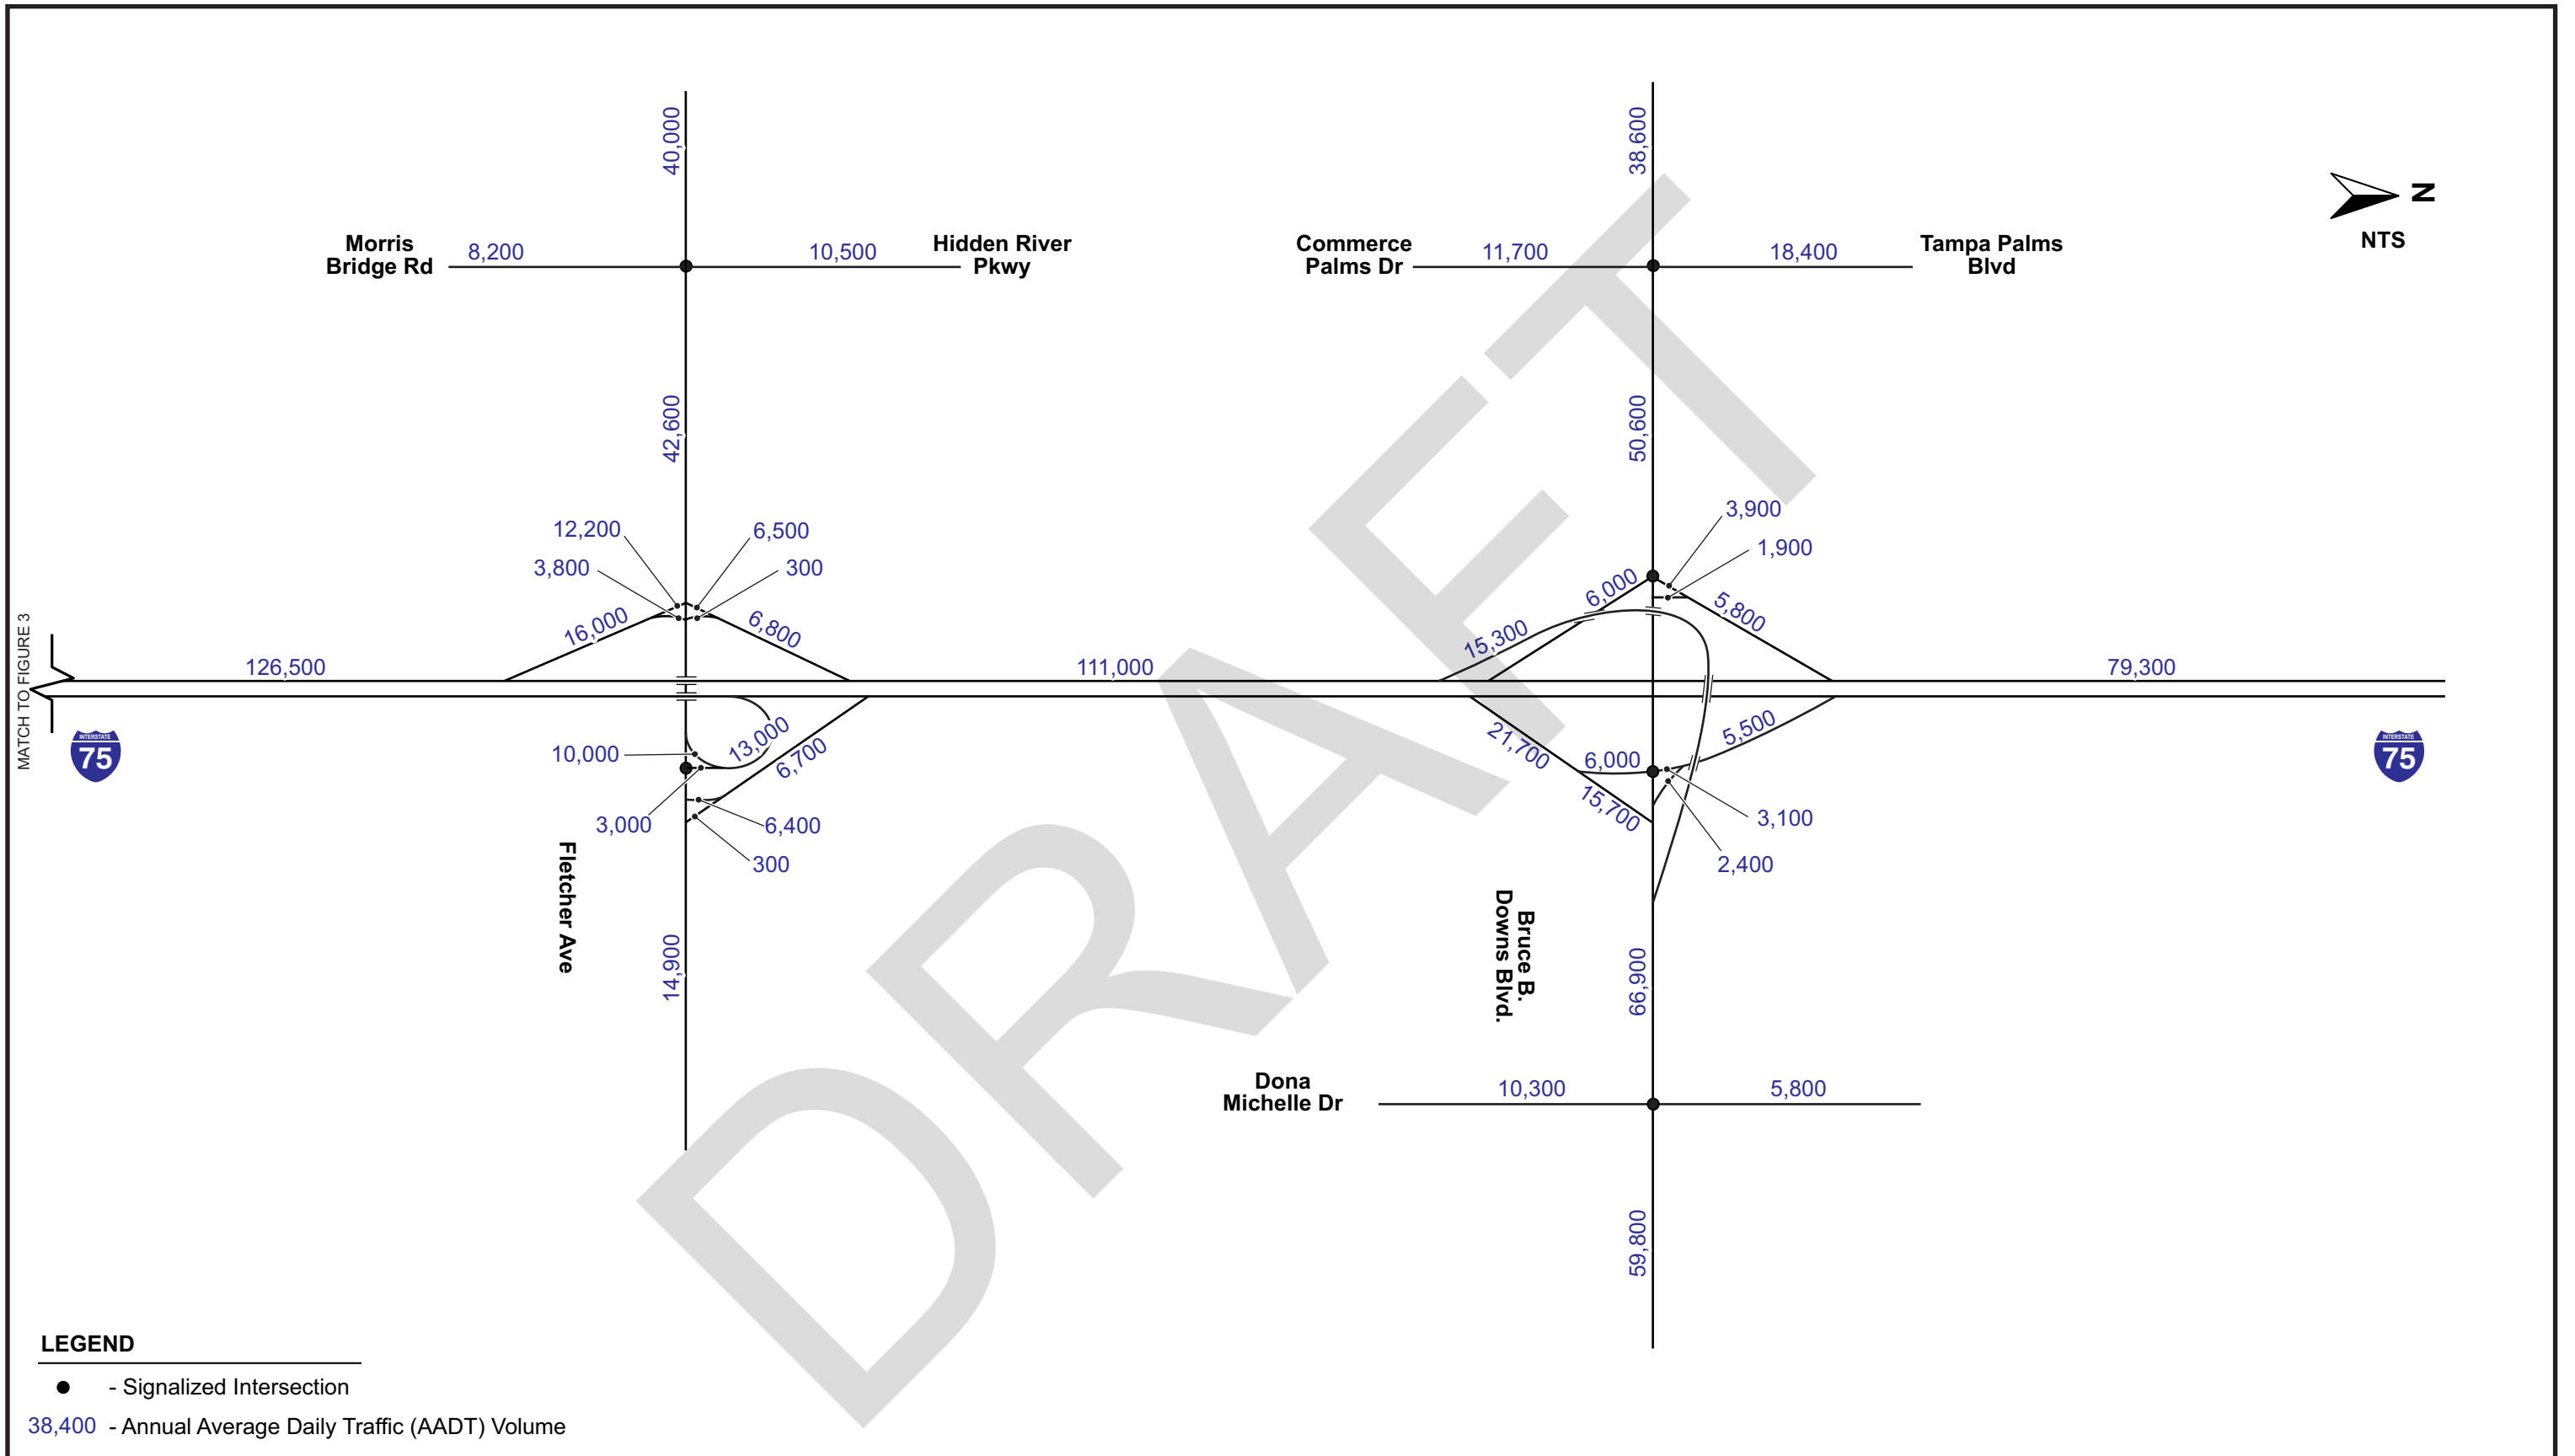 40,000
38,600
N
NTS
Morris
Bridge Rd
8,200
10,500
Hidden River
Pkwy
Commerce
Palms Dr
11,700
18,400
Tampa Palms
Blvd
42,600
50,600
12,200
6,500
3,800
300
16,000
6,800
3,900
1,900
6,000
5,800
15,300
MATCH TO FIGURE 3
126,500
111,000
79,300
INTERSTATE
75
10,000
13,000
6,700
3,000
6,400
300
21,700
6,000
15,700
5,500
3,100
2,400
INTERSTATE
75
Fletcher Ave
14,900
Bruce B.
Downs Blvd.
66,900
Dona
Michelle Dr
10,300
5,800
59,800
DRAFT
LEGEND
- Signalized Intersection
38,400 - Annual Average Daily Traffic (AADT) Volume